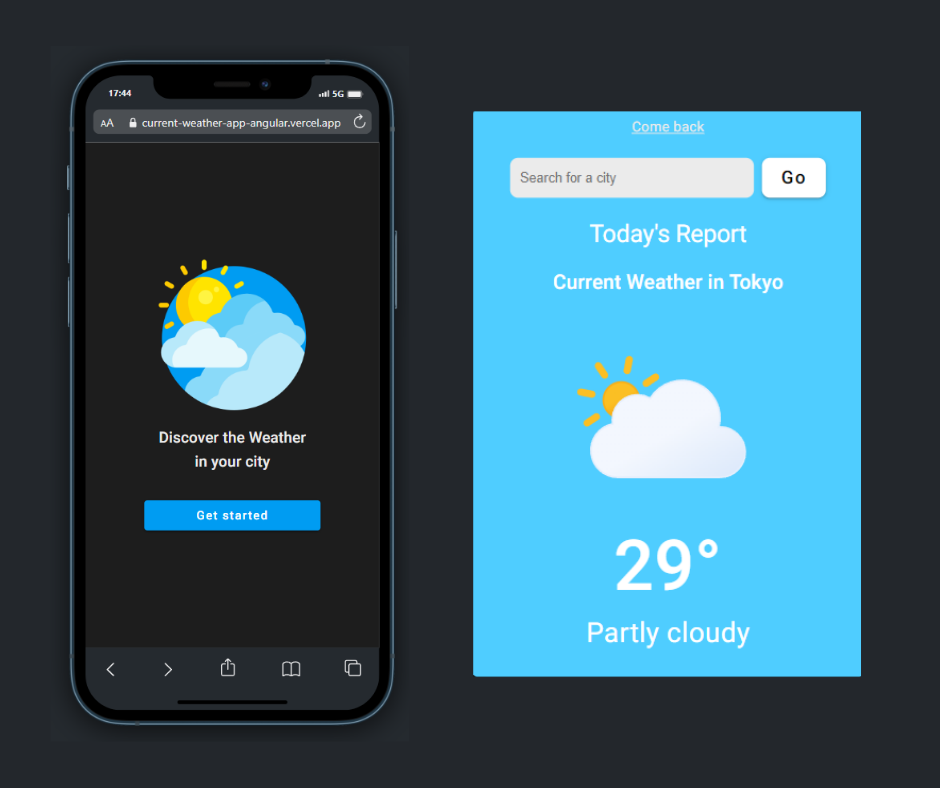 17:44
5G
AA
current-weather-app-angular.vercel.app
Discover the Weather
in your city
Get started
Come back
Search for a city
Go
Today's Report
Current Weather in Tokyo
29°
Partly cloudy